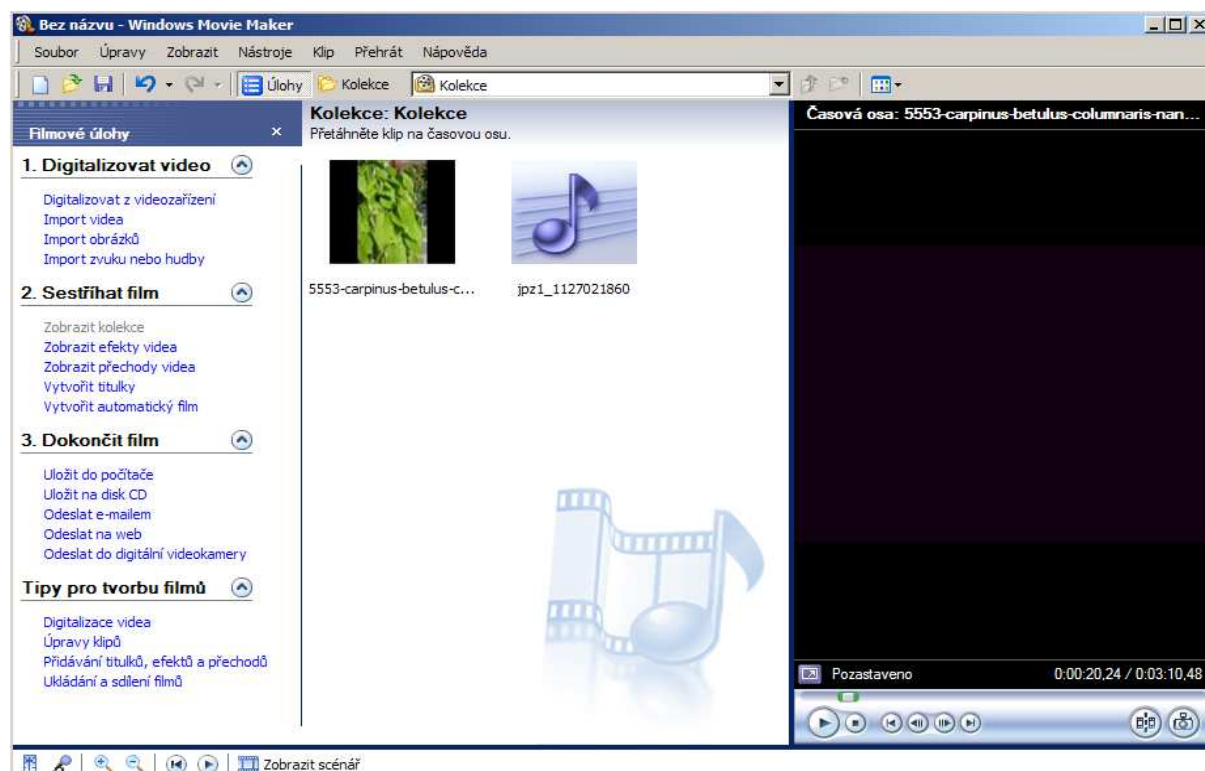 Bez názvu - Windows Movie Maker
Soubor Úpravy Zobrazit Nástroje Klip Přehrát Nápověda
Úlohy Kolekce Kolekce
Filmové úlohy
1. Digitalizovat video
Digitalizovat z videozařízení
Import videa
Import obrázků
Import zvuku nebo hudby
2. Sestříhat film
Zobrazit kolekce
Zobrazit efekty videa
Zobrazit přechody videa
Vytvořit titulky
Vytvořit automatický film
3. Dokončit film
Uložit do počítače
Uložit na disk CD
Odeslat e-mailem
Odeslat na web
Odeslat do digitální videokamery
Tipy pro tvorbu filmů
Digitalizace videa
Úpravy klipů
Přidávání titulků, efektů a přechodů
Ukládání a sdílení filmů
Kolekce: Kolekce
Přetáhněte klip na časovou osu.
5553-carpinus-betulus-c...
jpz1_1127021860
Časová osa: 5553-carpinus-betulus-columnaris-nan...
Pozastaveno 0:00:20,24 / 0:03:10,48
Zobrazit scénář